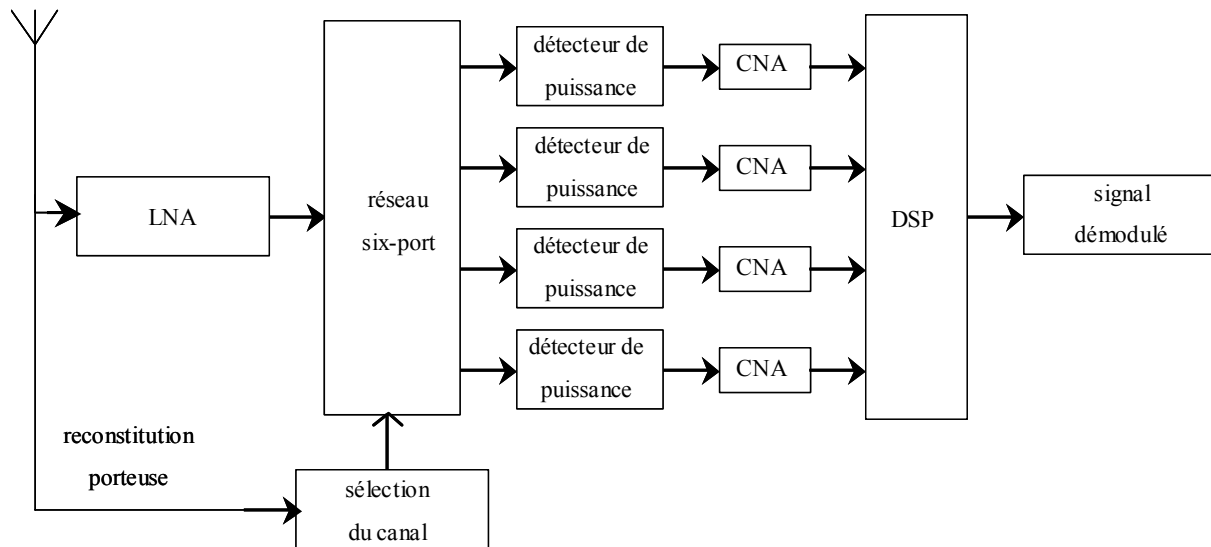 LNA
réseau
six-port
détecteur de
puissance
CNA
détecteur de
puissance
CNA
détecteur de
puissance
CNA
détecteur de
puissance
CNA
DSP
signal
démodulé
reconstitution
porteuse
sélection
du canal